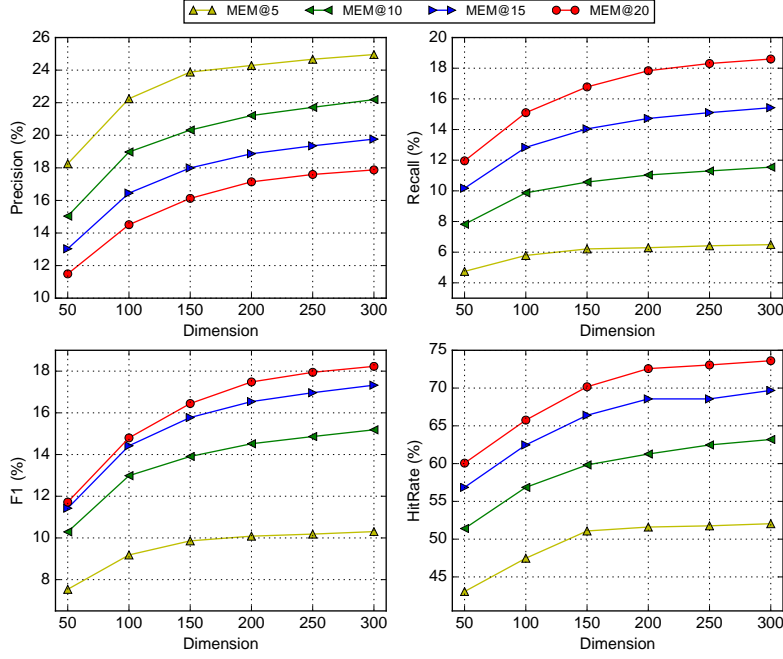 MEM@5 MEM@10 MEM@15 MEM@20
26
24
22
20
18
16
14
12
10
Precision (%)
50 100 150 200 250 300
Dimension
20
18
16
14
12
10
8
6
4
Recall (%)
50 100 150 200 250 300
Dimension
18
16
14
12
10
8
F1 (%)
50 100 150 200 250 300
Dimension
75
70
65
60
55
50
45
HitRate (%)
50 100 150 200 250 300
Dimension